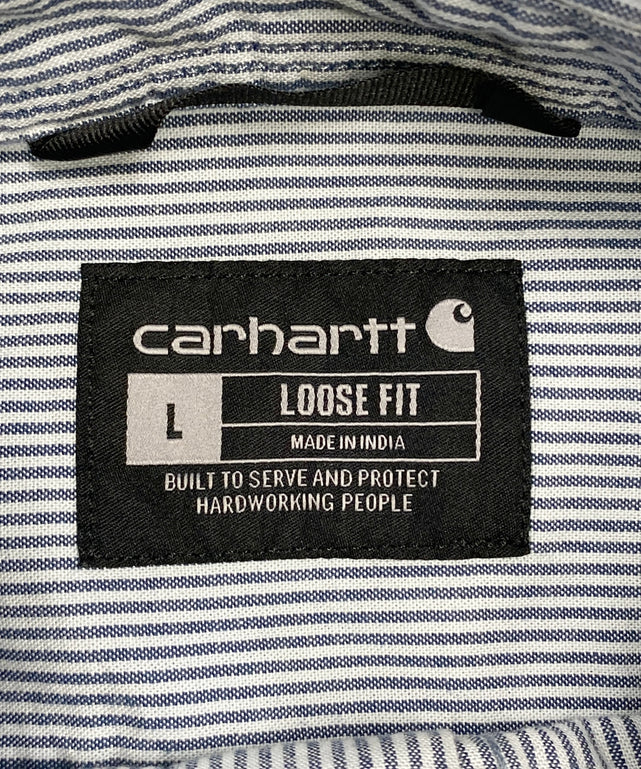 carhartt
L
LOOSE FIT
MADE IN INDIA
BUILT TO SERVE AND PROTECT
HARDWORKING PEOPLE